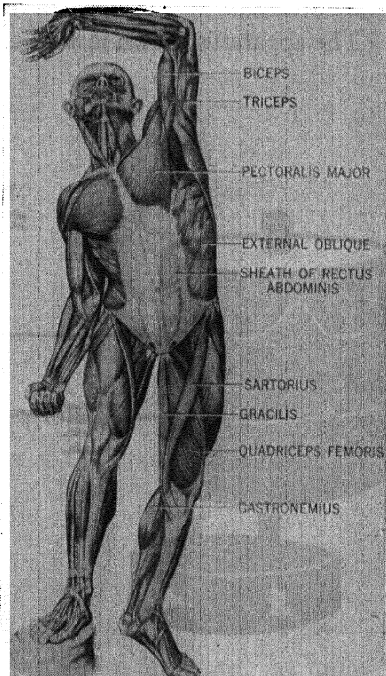 BICEPS
TRICEPS
PECTORALIS MAJOR
EXTERNAL OBLIQUE
SHEATH OF RECTUS
ABDOMINIS
SARTORIUS
GRACILIS
QUADRICEPS FEMORIS
GASTRONEMIUS